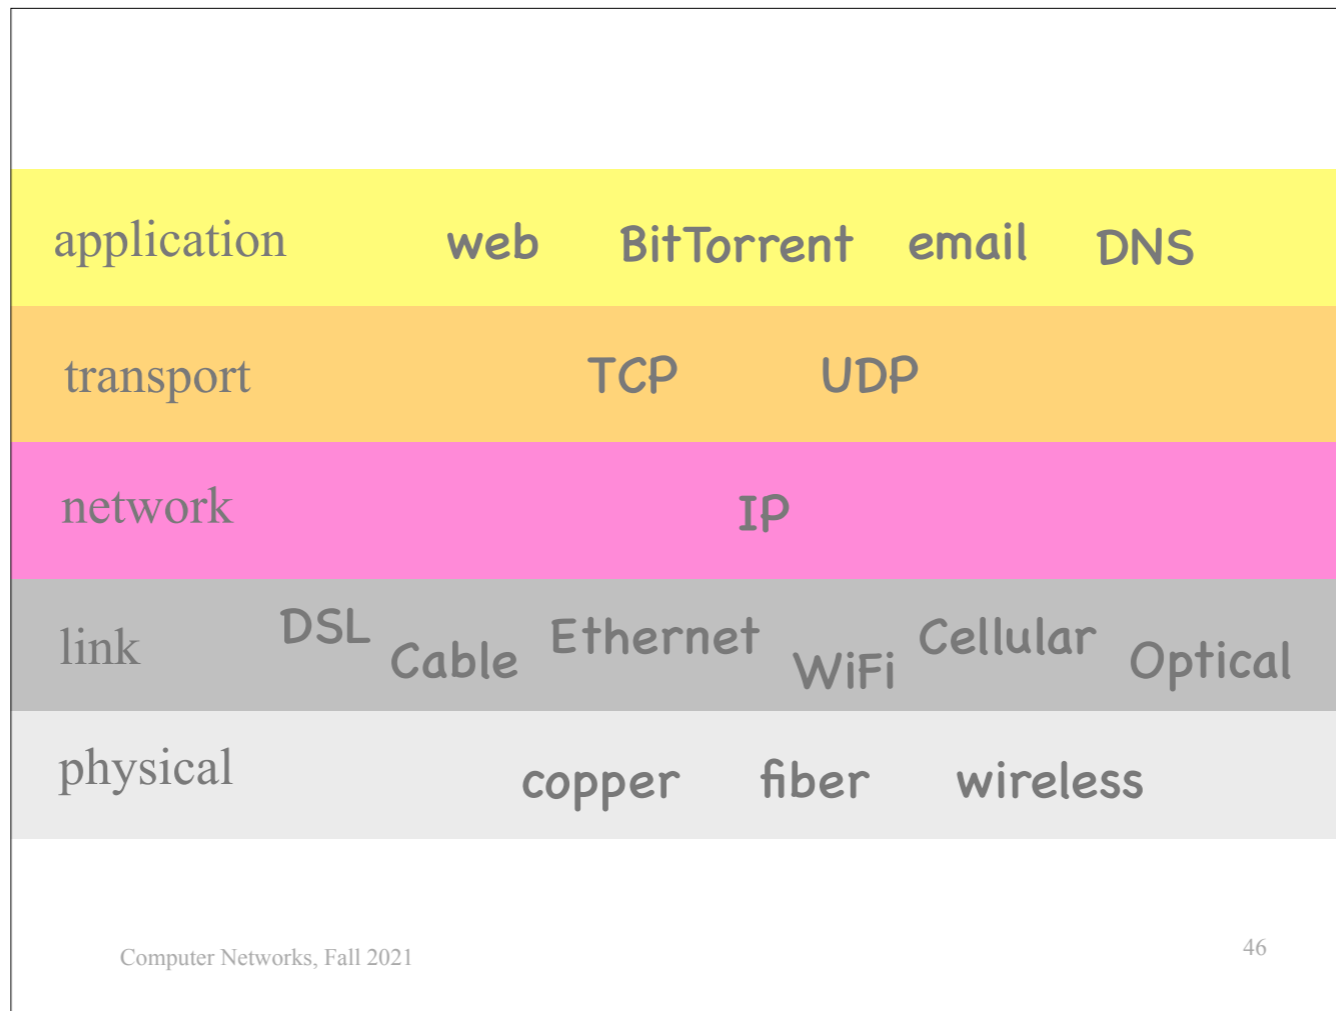 application web BitTorrent email DNS
transport TCP UDP
network IP
link DSL Cable Ethernet WiFi Cellular Optical
physical copper fiber wireless
Computer Networks, Fall 2021 46